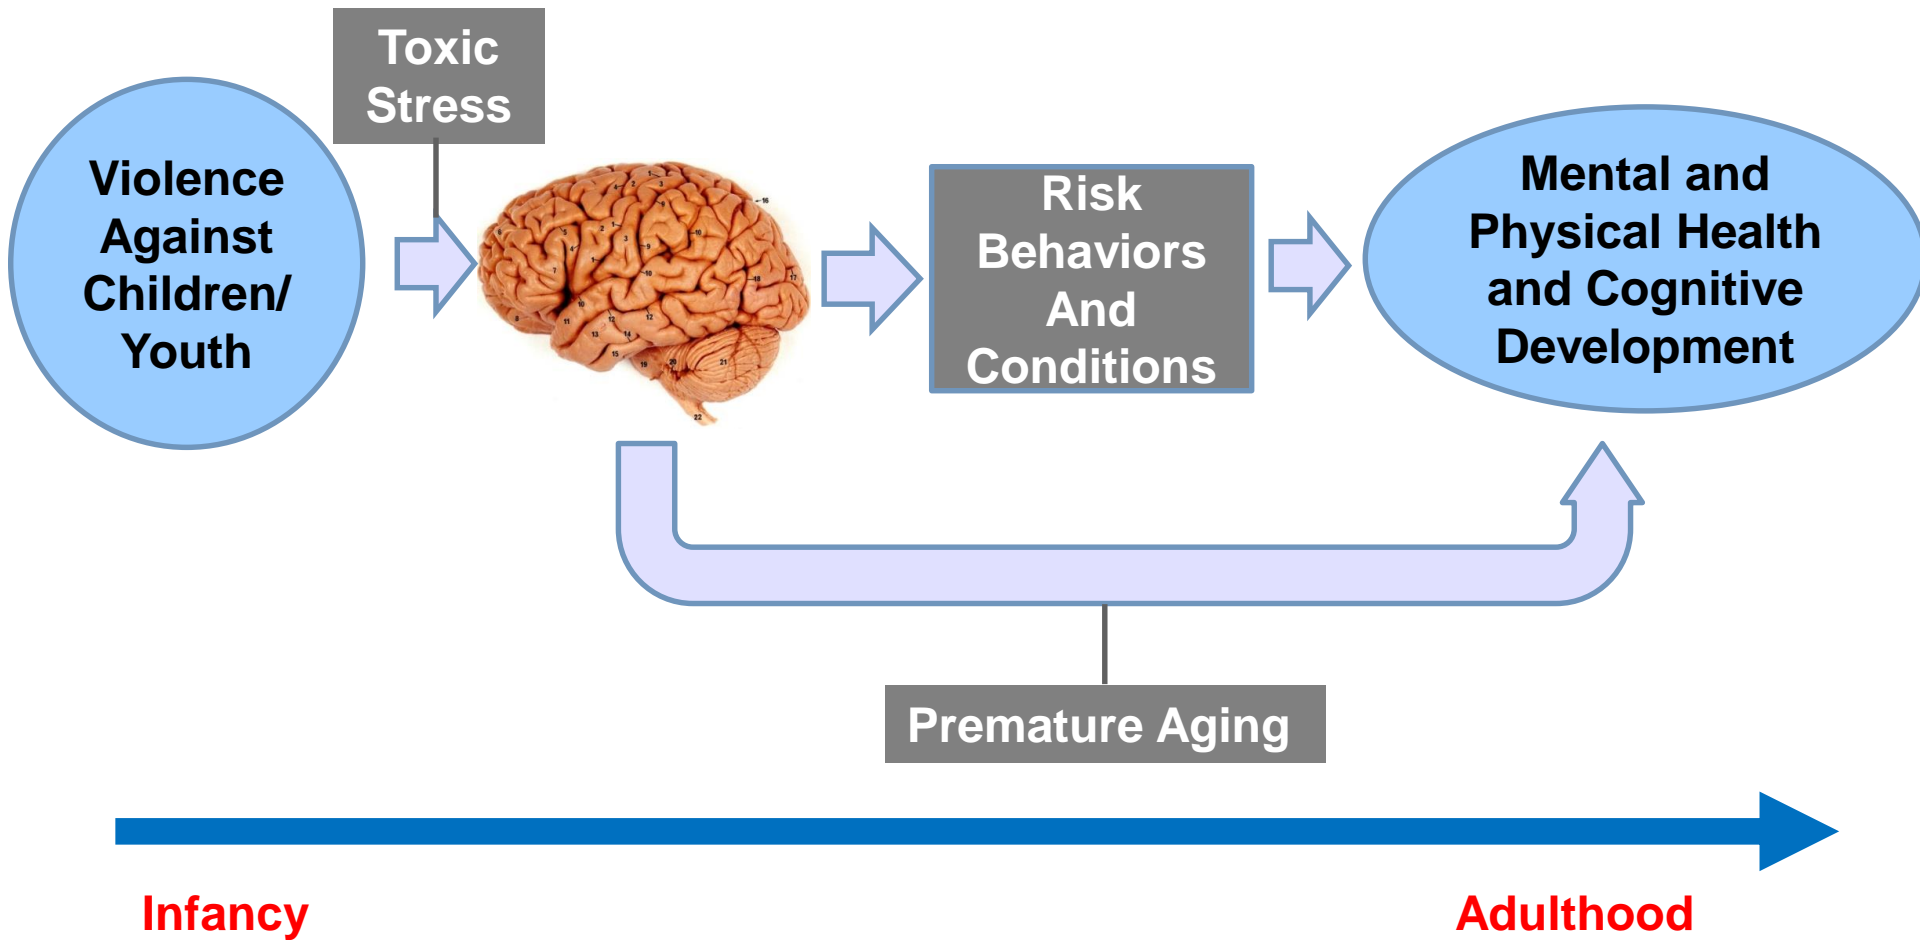 Toxic
Stress
Violence
Against
Children/
Youth
Risk
Behaviors
And
Conditions
Mental and
Physical Health
and Cognitive
Development
Premature Aging
Infancy
Adulthood